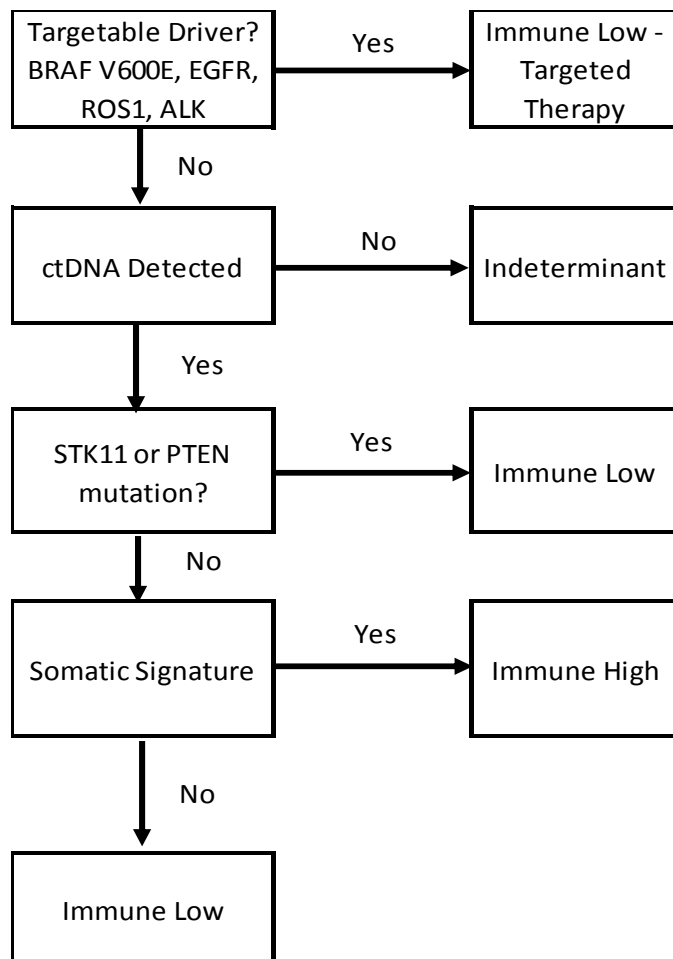 Targetable Driver?
BRAF V600E, EGFR,
ROS1, ALK
Yes
Immune Low -
Targeted
Therapy
No
ctDNA Detected
No
Indeterminant
Yes
STK11 or PTEN
mutation?
Yes
Immune Low
No
Somatic Signature
Yes
Immune High
No
Immune Low